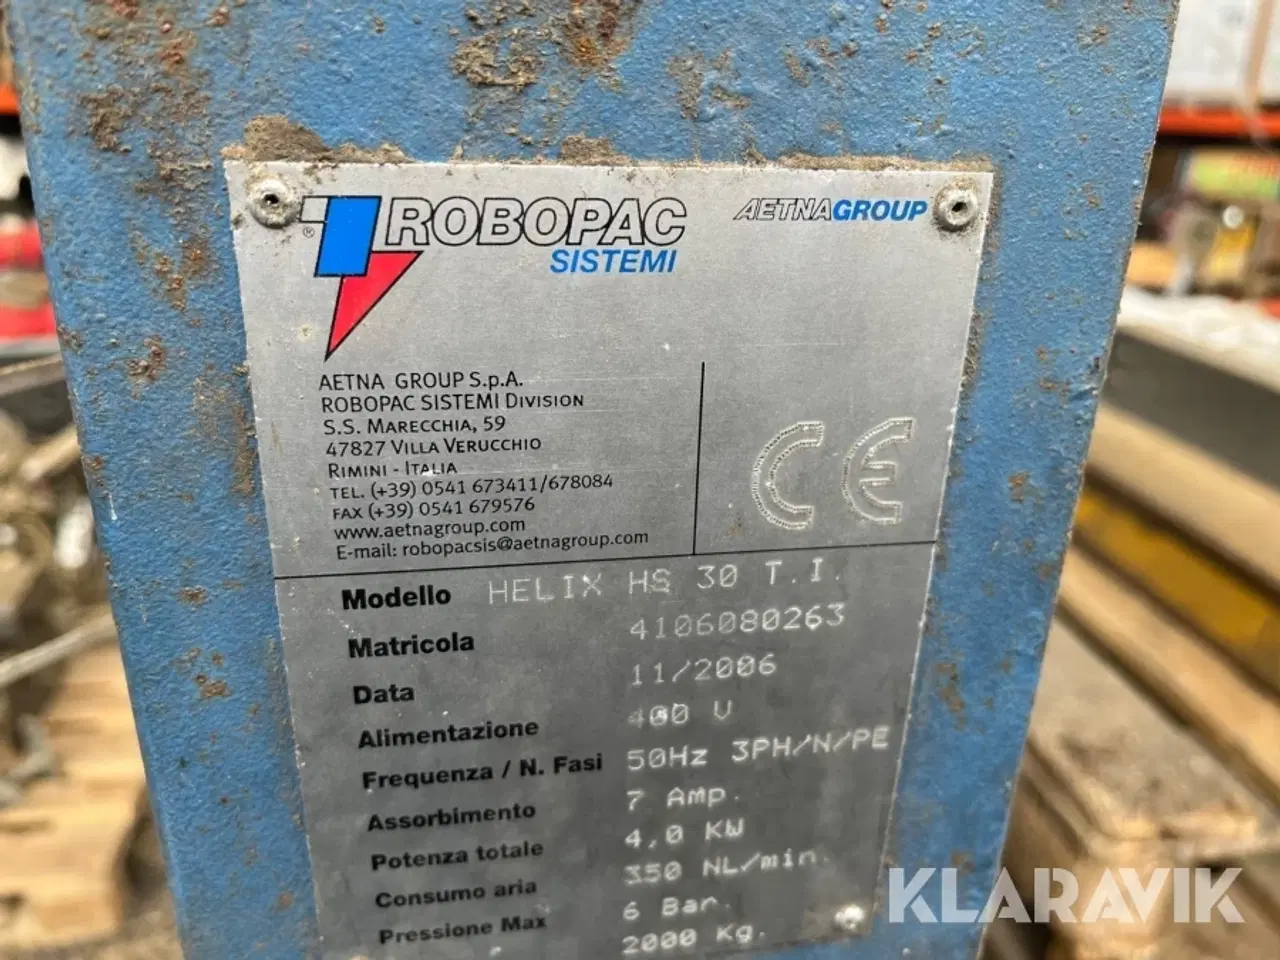 ROBOPAC
SISTEMI
®
AETNAGROUP
AETNA GROUP S.p.A.
ROBOPAC SISTEMI DIVISION
S.S. MARECCHIA, 59
47827 VILLA VERUCCHIO
RIMINI - ITALIA
TEL. (+39) 0541 673411/678084
FAX (+39) 0541 679576
www.aetnagroup.com
E-mail: robopacsis@aetnagroup.com
CE
Modello HELIX HS 30 T.I.
Matricola 4106080263
Data 11/2006
Alimentazione 400 V
Frequenza / N. Fasi 50Hz 3PH/N/PE
Assorbimento 7 Amp.
Potenza totale 4,0 KW
Consumo aria 350 NL/min.
Pressione Max 6 Bar.
2000 Kg.
KLARAVIK